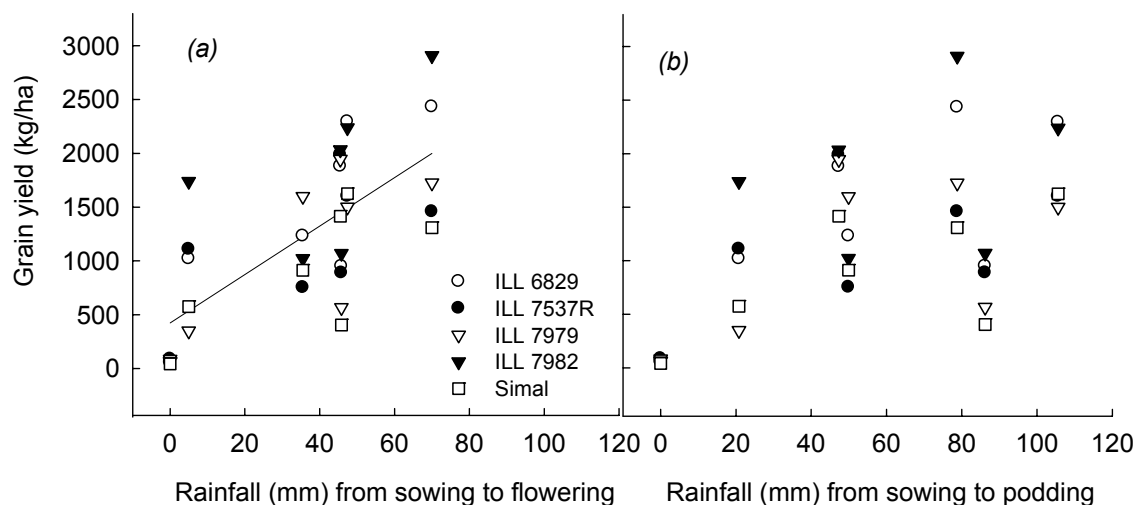 (a)
(b)
Grain yield (kg/ha)
3000
2500
2000
1500
1000
500
0
ILL 6829
ILL 7537R
ILL 7979
ILL 7982
Simal
0 20 40 60 80 100 120 0 20 40 60 80 100 120
Rainfall (mm) from sowing to flowering
Rainfall (mm) from sowing to podding